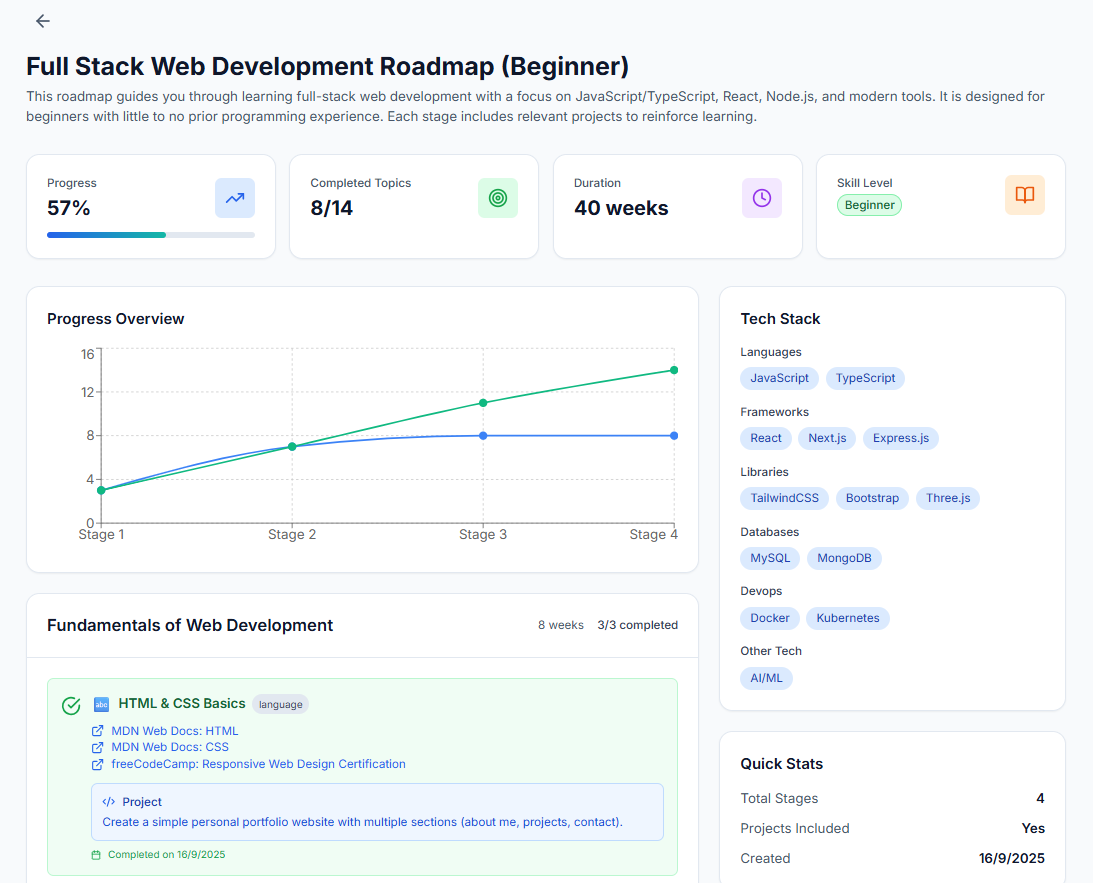 Full Stack Web Development Roadmap (Beginner)
This roadmap guides you through learning full-stack web development with a focus on JavaScript/TypeScript, React, Node.js, and modern tools. It is designed for
beginners with little to no prior programming experience. Each stage includes relevant projects to reinforce learning.
Progress
57%
Completed Topics
8/14
Duration
40 weeks
Skill Level
Beginner
Progress Overview
16
12
8
4
0
Stage 1
Stage 2
Stage 3
Stage 4
Fundamentals of Web Development
8 weeks
3/3 completed
abc
HTML & CSS Basics
language
MDN Web Docs: HTML
MDN Web Docs: CSS
freeCodeCamp: Responsive Web Design Certification
</> Project
Create a simple personal portfolio website with multiple sections (about me, projects, contact).
Completed on 16/9/2025
Tech Stack
Languages
JavaScript
TypeScript
Frameworks
React
Next.js
Express.js
Libraries
TailwindCSS
Bootstrap
Three.js
Databases
MySQL
MongoDB
Devops
Docker
Kubernetes
Other Tech
AI/ML
Quick Stats
Total Stages
4
Projects Included
Yes
Created
16/9/2025